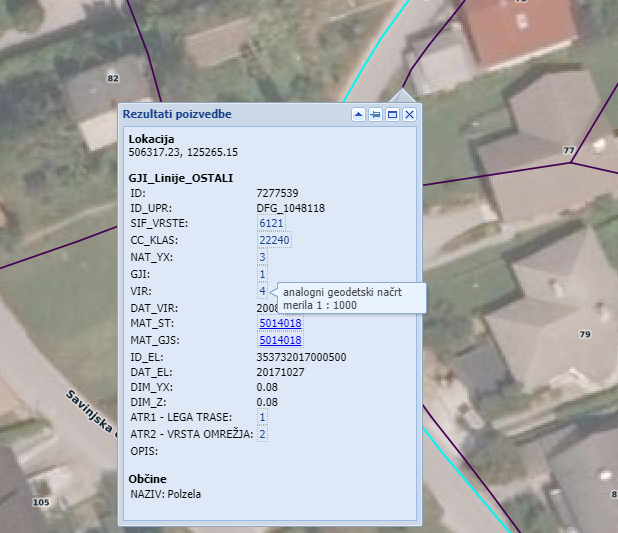 73
82
Rezultati poizvedbe
Lokacija
506317.23, 125265.15
77
GJI_Linije_OSTALI
ID: 7277539
ID_UPR: DFG_1048118
SIF_VRSTE: 6121
CC_KLAS: 22240
NAT_YX: 3
GJI: 1
VIR: 4
analogni geodetski načrt
merila 1 : 1000
DAT_VIR: 2008
MAT_ST: 5014018
79
MAT_GJS: 5014018
ID_EL: 353732017000500
DAT_EL: 20171027
DIM_YX: 0.08
DIM_Z: 0.08
Savinjska
ATR1 - LEGA TRASE: 1
ATR2 - VRSTA OMREŽJA: 2
OPIS:
Občine
NAZIV: Polzela
105
8